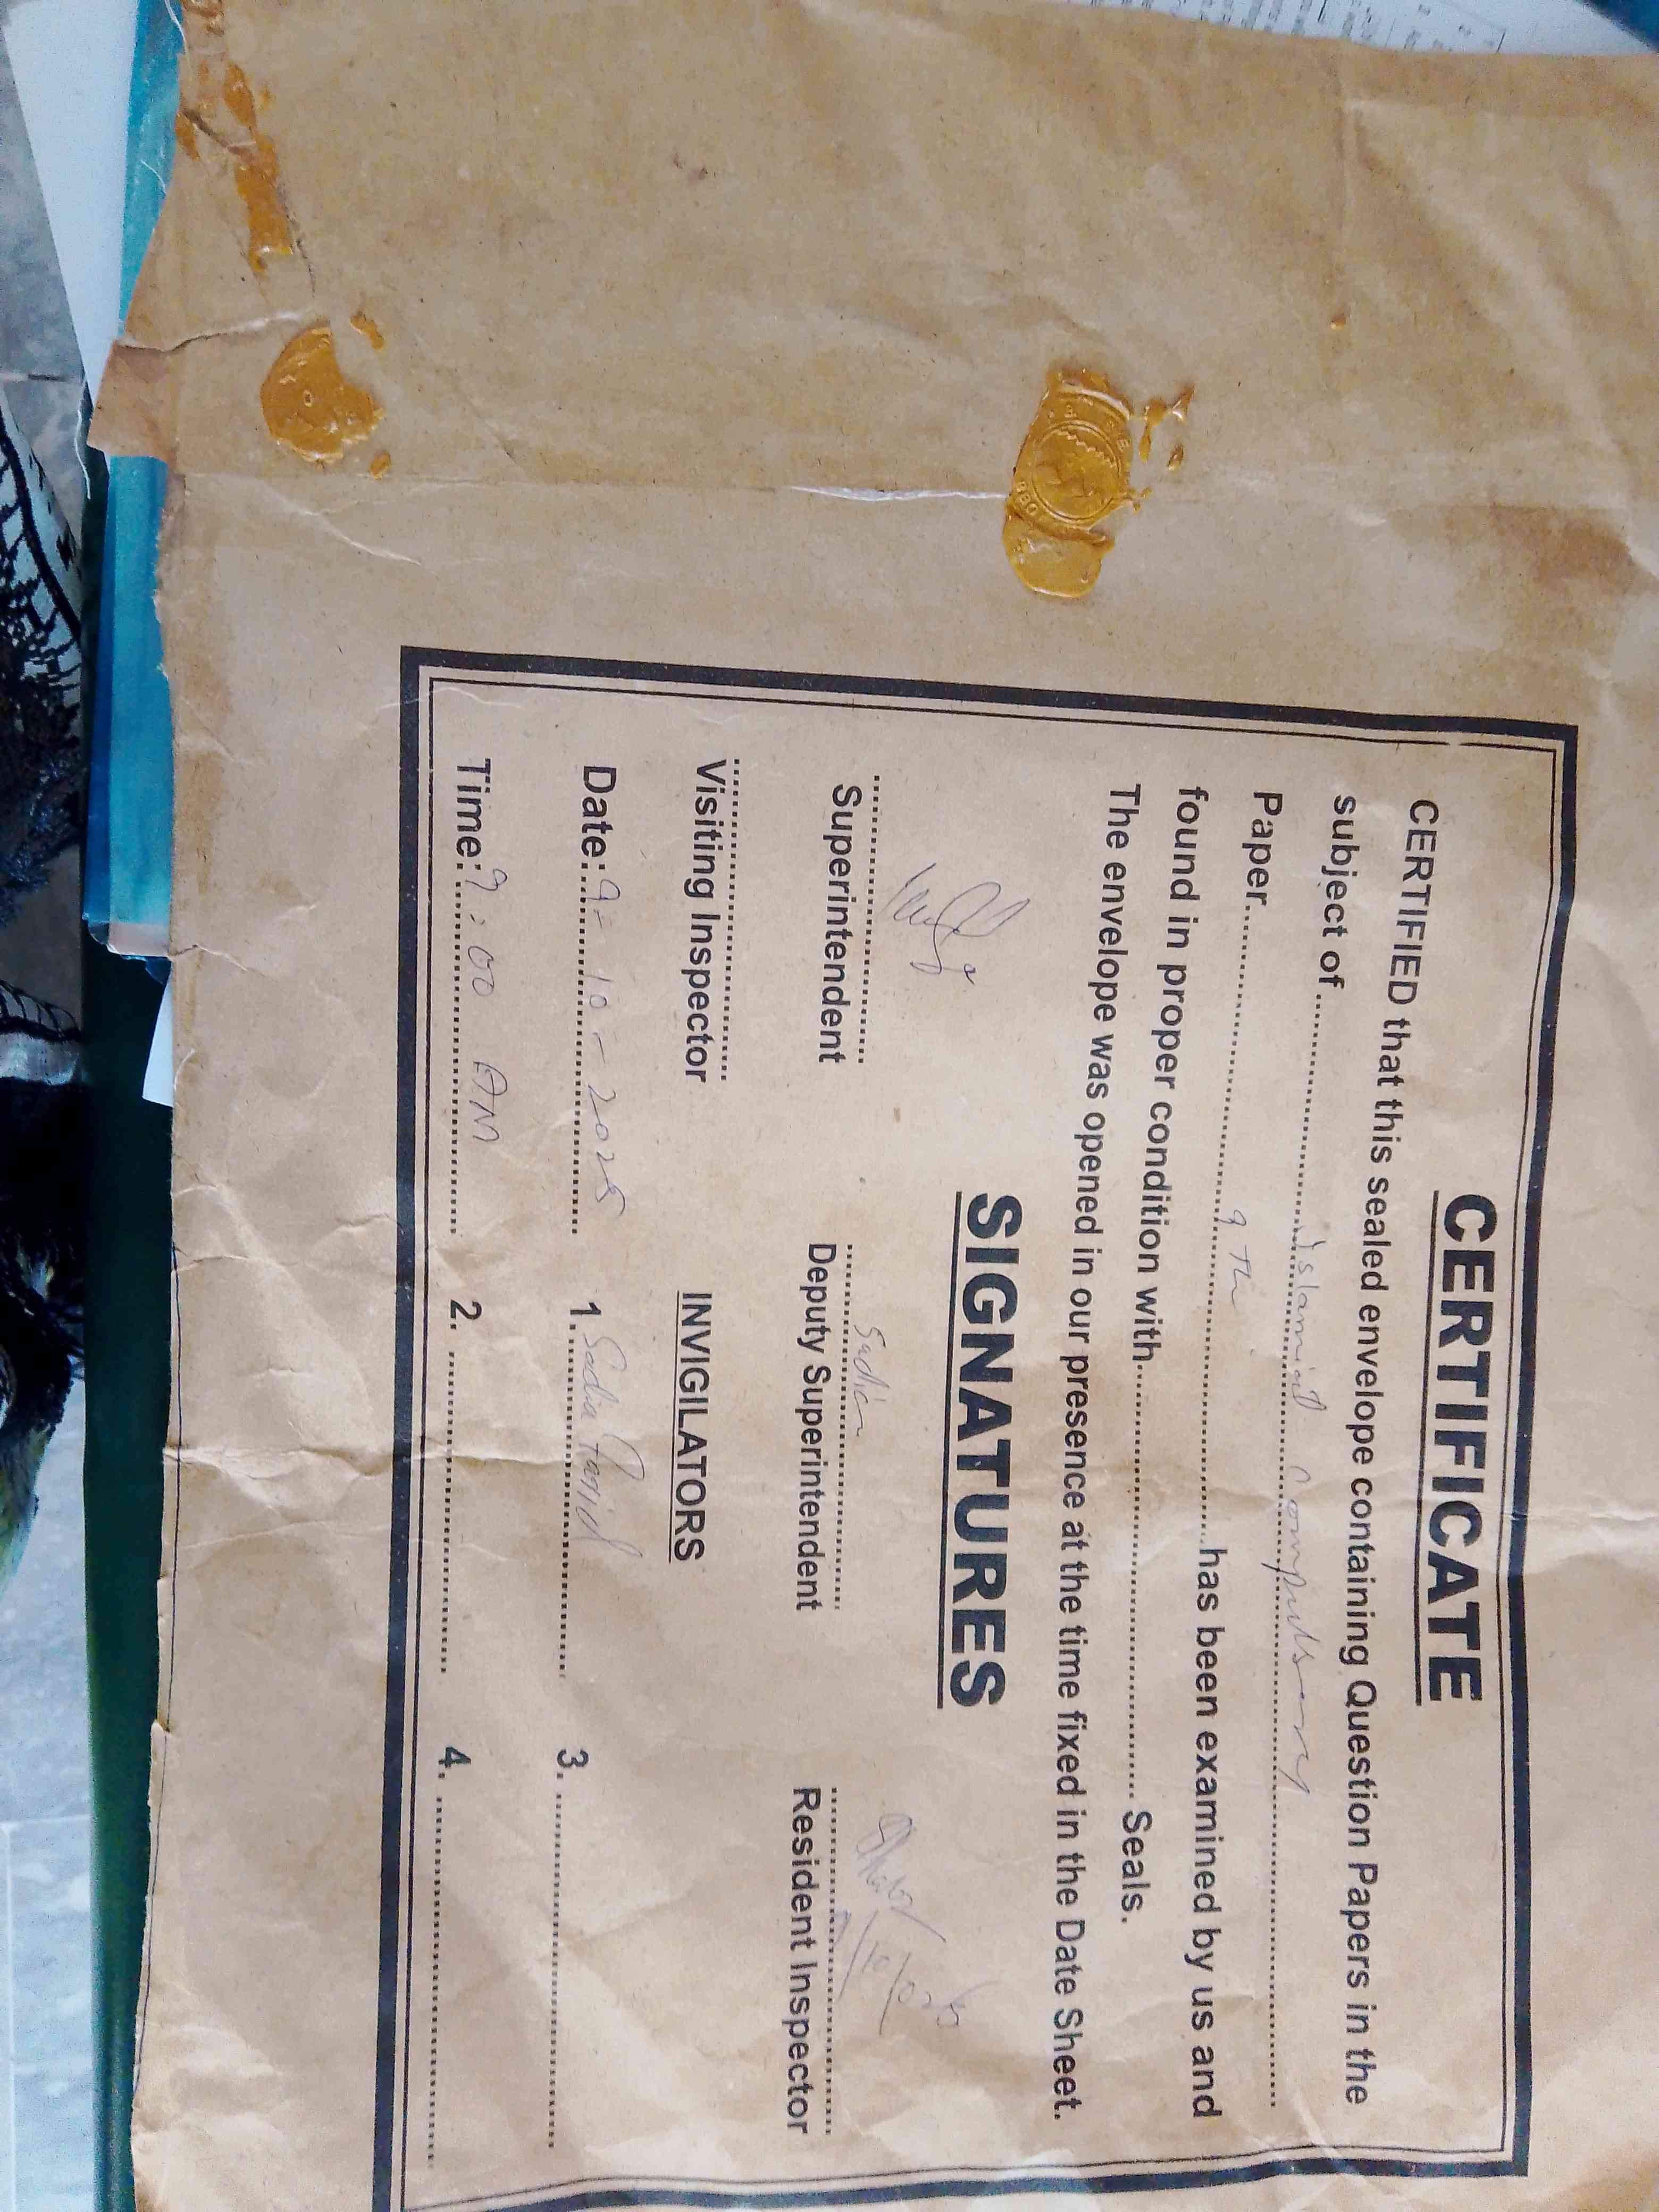 CERTIFICATE
CERTIFIED that this sealed envelope containing Question Papers in the
subject of.......... Islamiat Compulsory ..........
Paper.......... 9 Th ..........has been examined by us and
found in proper condition with.................... Seals.
The envelope was opened in our presence at the time fixed in the Date Sheet.
SIGNATURES
Sadia
Superintendent Deputy Superintendent Resident Inspector
Visiting Inspector INVIGILATORS
Date: 9-10-2025 1. Sadia 3. ....................
Time: 9:00 AM 2. .................... 4. ....................